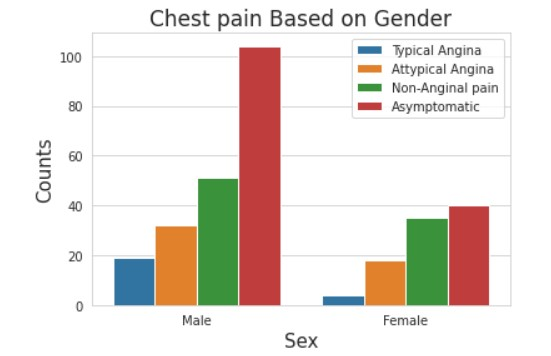 Chest pain Based on Gender
Typical Angina
Attypical Angina
Non-Anginal pain
Asymptomatic
100
80
60
40
20
0
Counts
Male
Female
Sex